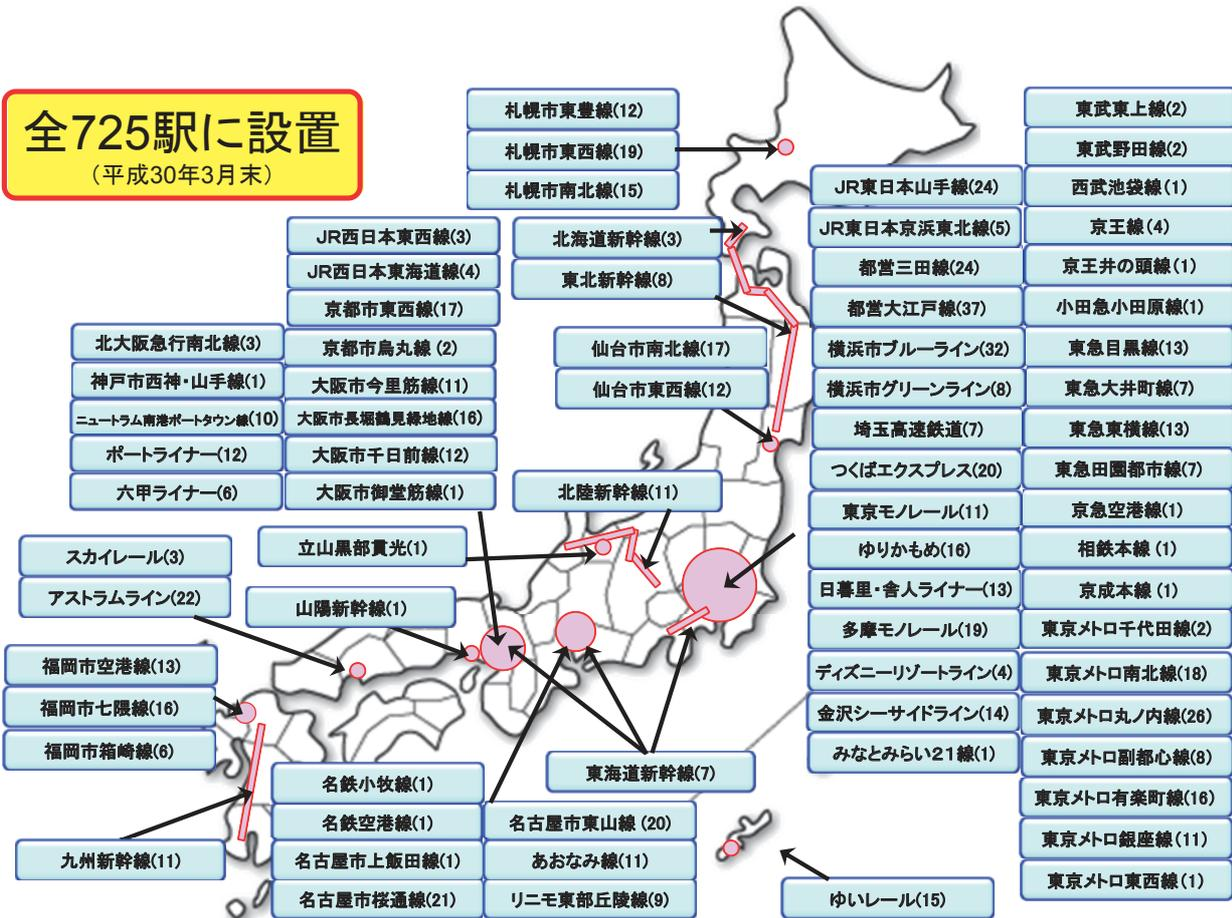 全725駅に設置
(平成30年3月末)
札幌市東豊線(12)
札幌市東西線(19)
札幌市南北線(15)
北海道新幹線(3)
東北新幹線(8)
仙台市南北線(17)
仙台市東西線(12)
JR西日本東西線(3)
JR西日本東海道線(4)
京都市東西線(17)
京都市烏丸線(2)
大阪市今里筋線(11)
大阪市長堀鶴見緑地線(16)
大阪市千日前線(12)
大阪市御堂筋線(1)
北大阪急行南北線(3)
神戸市西神・山手線(1)
ニュートラム南港ポートタウン線(10)
ポートライナー(12)
六甲ライナー(6)
北陸新幹線(11)
立山黒部貫光(1)
山陽新幹線(1)
スカイレール(3)
アストラムライン(22)
福岡市空港線(13)
福岡市七隈線(16)
福岡市箱崎線(6)
九州新幹線(11)
名鉄小牧線(1)
名鉄空港線(1)
名古屋市上飯田線(1)
名古屋市桜通線(21)
名古屋市東山線(20)
あおなみ線(11)
リニモ東部丘陵線(9)
東海道新幹線(7)
ゆいレール(15)
JR東日本山手線(24)
JR東日本京浜東北線(5)
都営三田線(24)
都営大江戸線(37)
横浜市ブルーライン(32)
横浜市グリーンライン(8)
埼玉高速鉄道(7)
つくばエクスプレス(20)
東京モノレール(11)
ゆりかもめ(16)
日暮里・舎人ライナー(13)
多摩モノレール(19)
ディズニーリゾートライン(4)
金沢シーサイドライン(14)
みなとみらい21線(1)
東武東上線(2)
東武野田線(2)
西武池袋線(1)
京王線(4)
京王井の頭線(1)
小田急小田原線(1)
東急目黒線(13)
東急大井町線(7)
東急東横線(13)
東急田園都市線(7)
京急空港線(1)
相鉄本線(1)
京成本線(1)
東京メトロ千代田線(2)
東京メトロ南北線(18)
東京メトロ丸ノ内線(26)
東京メトロ副都心線(8)
東京メトロ有楽町線(16)
東京メトロ銀座線(11)
東京メトロ東西線(1)